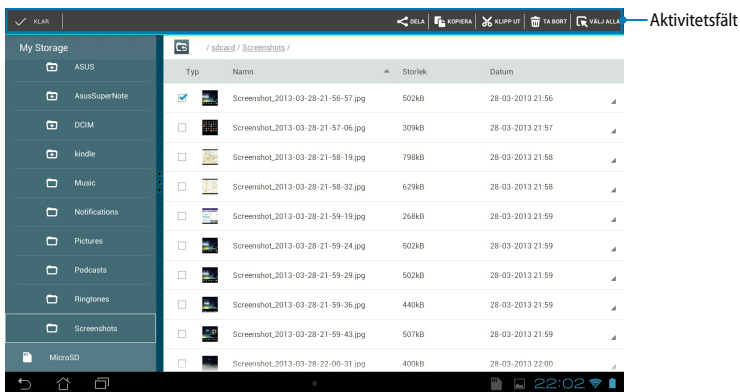 KLAR DELA KOPIERA KLIPP UT TA BORT VÄLJ ALLA Aktivitetsfält
My Storage / sdcard / Screenshots /
ASUS Typ Namn Storlek Datum
AsusSuperNote Screenshot_2013-03-28-21-56-57.jpg 502kB 28-03-2013 21:56
DCIM Screenshot_2013-03-28-21-57-06.jpg 309kB 28-03-2013 21:57
kindle Screenshot_2013-03-28-21-58-19.jpg 798kB 28-03-2013 21:58
Music Screenshot_2013-03-28-21-58-32.jpg 629kB 28-03-2013 21:58
Notifications Screenshot_2013-03-28-21-59-19.jpg 268kB 28-03-2013 21:59
Pictures Screenshot_2013-03-28-21-59-24.jpg 502kB 28-03-2013 21:59
Podcasts Screenshot_2013-03-28-21-59-29.jpg 502kB 28-03-2013 21:59
Ringtones Screenshot_2013-03-28-21-59-36.jpg 440kB 28-03-2013 21:59
Screenshots Screenshot_2013-03-28-21-59-43.jpg 507kB 28-03-2013 21:59
MicroSD Screenshot_2013-03-28-22-00-31.jpg 400kB 28-03-2013 22:00
22:02